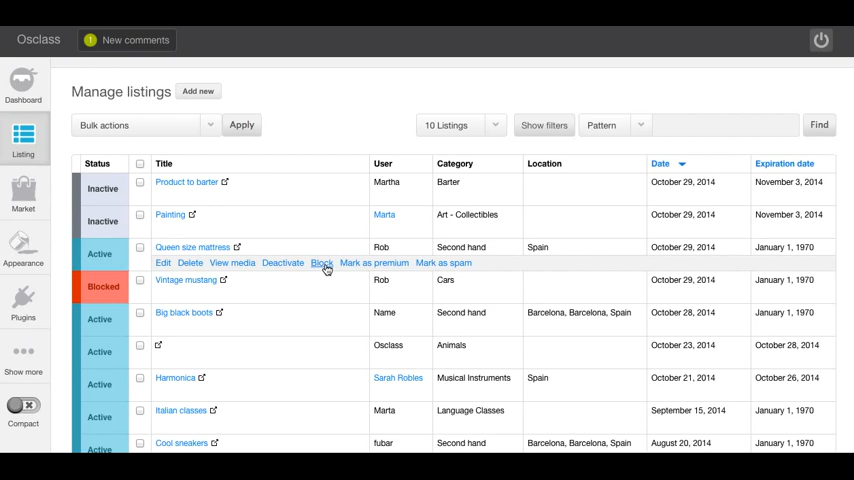 Osclass
1 New comments
Manage listings Add new
Dashboard
Bulk actions Apply 10 Listings Show filters Pattern Find
Listing
Status Title User Category Location Date Expiration date
Inactive Product to barter Martha Barter October 29, 2014 November 3, 2014
Market
Inactive Painting Marta Art - Collectibles October 29, 2014 November 3, 2014
Active Queen size mattress Rob Second hand Spain October 29, 2014 January 1, 1970
Edit Delete View media Deactivate Block Mark as premium Mark as spam
Appearance
Blocked Vintage mustang Rob Cars October 29, 2014 January 1, 1970
Plugins
Active Big black boots Name Second hand Barcelona, Barcelona, Spain October 28, 2014 January 1, 1970
Active Osclass Animals October 23, 2014 October 28, 2014
Show more
Active Harmonica Sarah Robles Musical Instruments Spain October 21, 2014 October 26, 2014
Active Italian classes Marta Language Classes September 15, 2014 January 1, 1970
Compact
Active Cool sneakers fubar Second hand Barcelona, Barcelona, Spain August 20, 2014 January 1, 1970